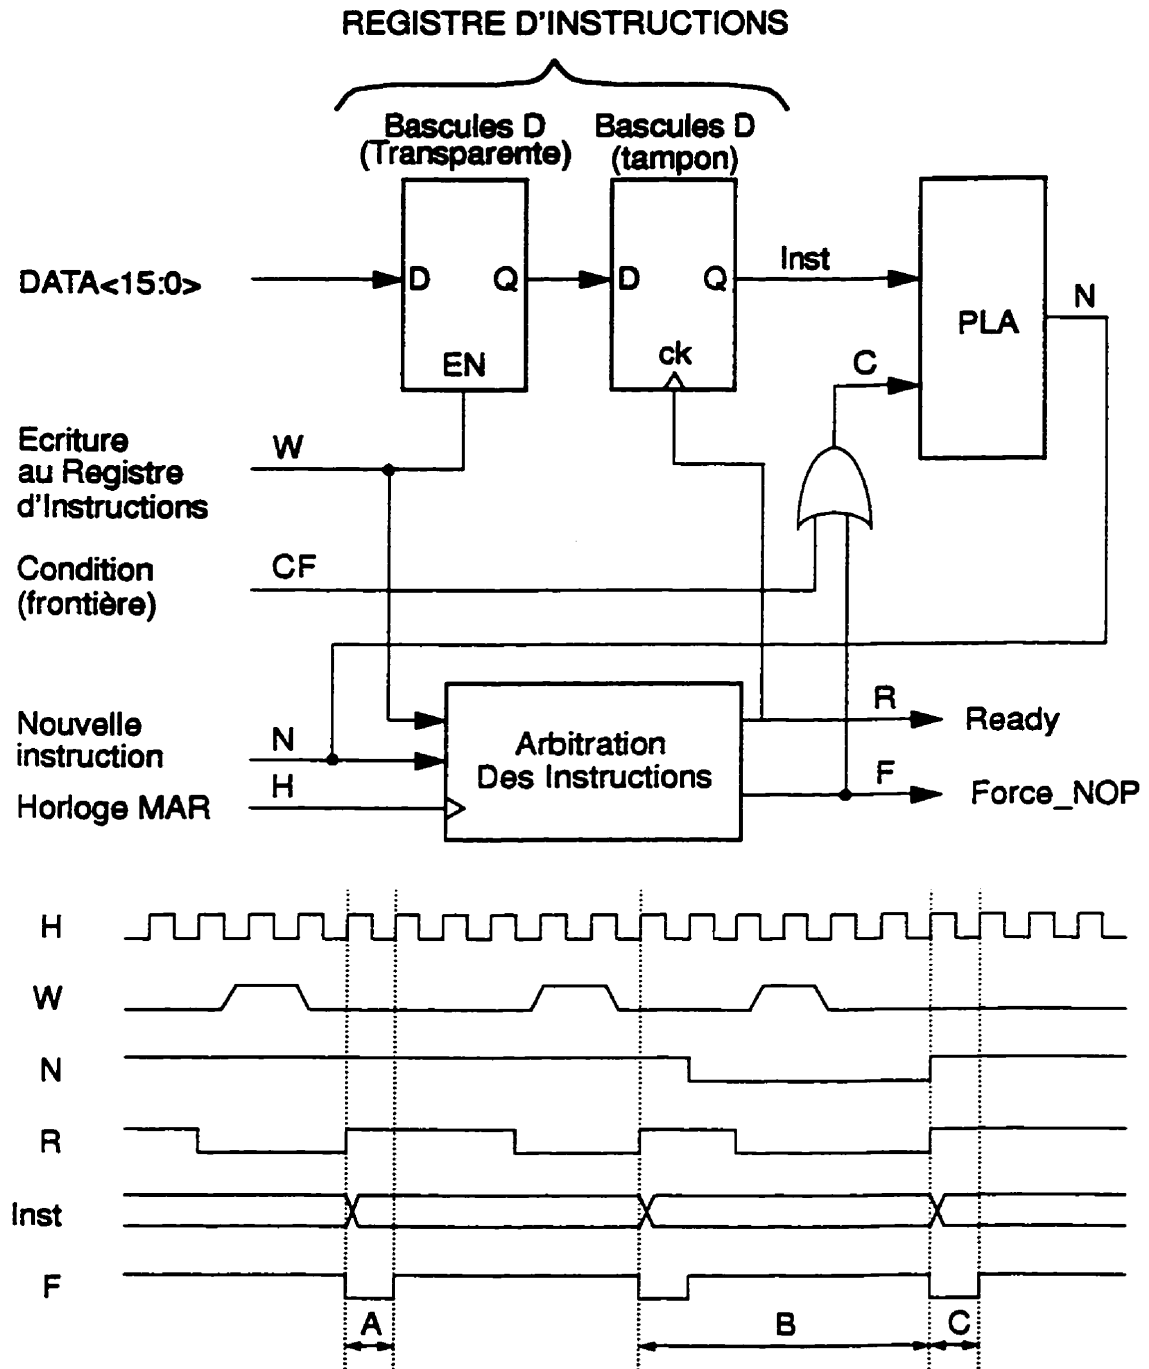 REGISTRE D'INSTRUCTIONS
Bascules D
(Transparente)
Bascules D
(tampon)
DATA<15:0>
D
Q
EN
D
Q
ck
Inst
PLA
N
C
Ecriture
au Registre
d'Instructions
W
Condition
(frontière)
CF
Nouvelle
instruction
N
Horloge MAR
H
Arbitration
Des Instructions
R
Ready
F
Force_NOP
H
W
N
R
Inst
F
A
B
C